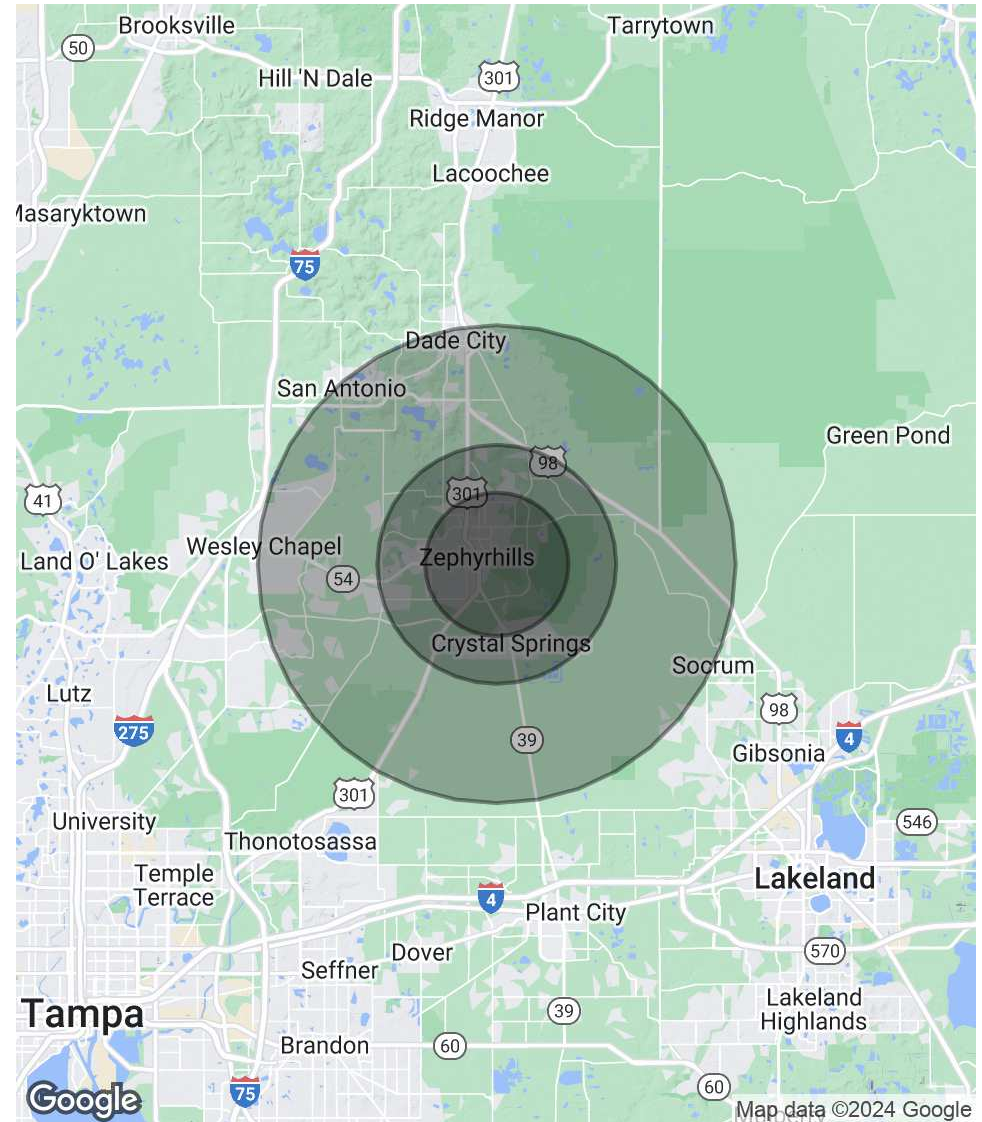 Brooksville
Tarrytown
50
Hill 'N Dale
301
Ridge Manor
Lacoochee
Masaryktown
75
Dade City
San Antonio
Green Pond
98
41
301
Wesley Chapel
Zephyrhills
Land O' Lakes
54
Crystal Springs
Socrum
Lutz
98
275
39
4
Gibsonia
301
University
546
Thonotosassa
Temple
Terrace
Lakeland
4
Plant City
Dover
570
Seffner
Lakeland
Highlands
39
Tampa
Brandon
60
75
60
Google
Map data ©2024 Google